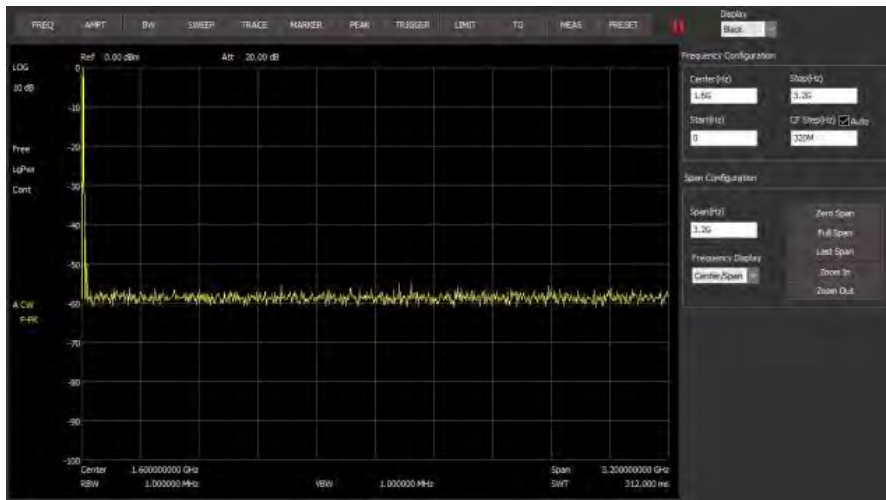 FREQ AMPT BW SWEEP TRACE MARKER PEAK TRIGGER LIMIT TG MEAS PRESET
Display
Black
Ref 0.00 dBm Att 20.00 dB
LOG
10 dB
Free
LgPwr
Cont
A CW
P-PK
0
-10
-20
-30
-40
-50
-60
-70
-80
-90
-100
Center 1.600000000 GHz Span 3.200000000 GHz
RBW 1.000000 MHz VBW 1.000000 MHz SWT 312.000 ms
Frequency Configuration
Center(Hz) Stop(Hz)
1.6G 3.2G
Start(Hz) CF Step(Hz) Auto
0 320M
Span Configuration
Span(Hz)
3.2G
Frequency Display
Center/Span
Zero Span
Full Span
Last Span
Zoom In
Zoom Out